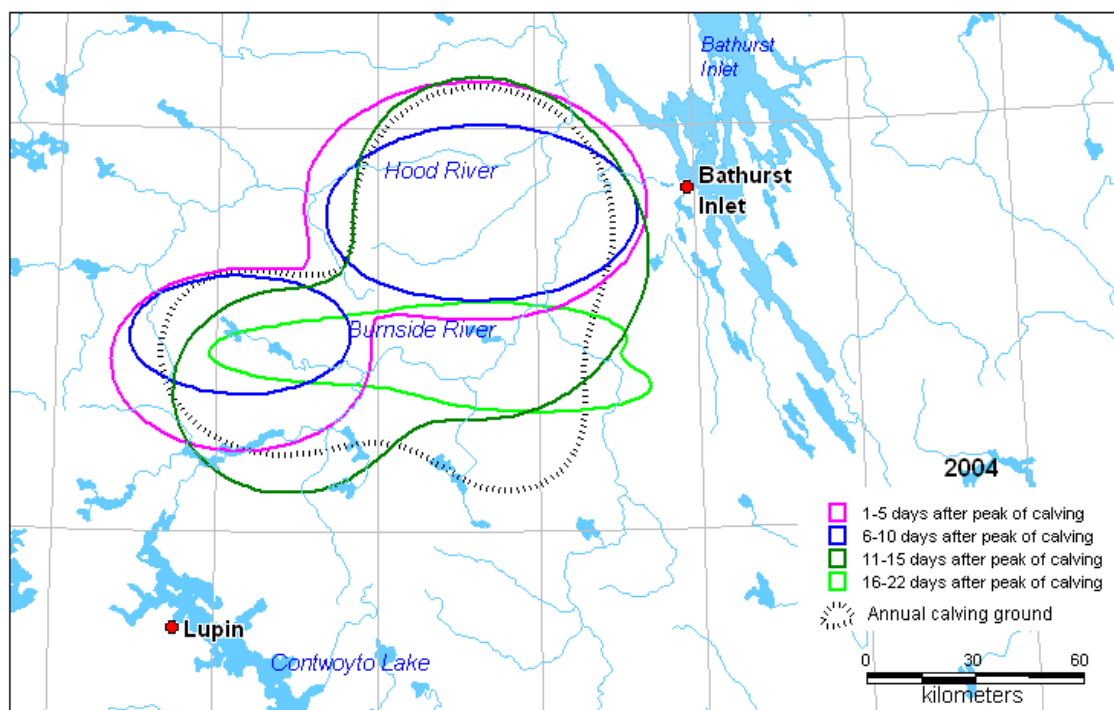 Bathurst
Inlet
Hood River
Bathurst
Inlet
Burnside River
2004
1-5 days after peak of calving
6-10 days after peak of calving
11-15 days after peak of calving
16-22 days after peak of calving
Annual calving ground
Lupin
Contwoyto Lake
0 30 60
kilometers